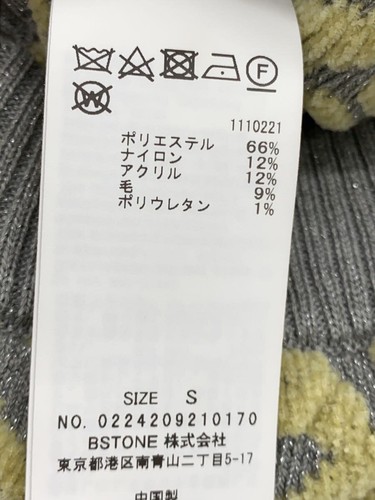 F
W
1110221
ポリエステル 66%
ナイロン 12%
アクリル 12%
毛 9%
ポリウレタン 1%
SIZE S
NO. 0224209210170
BSTONE 株式会社
東京都港区南青山二丁目5-17
中国製